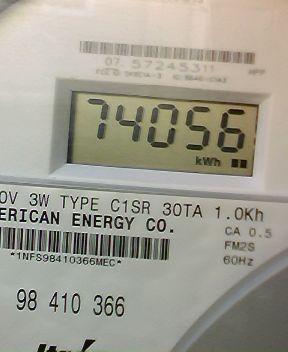 07 57245311
74056
kWh
0V 3W TYPE C1SR 30TA 1.0Kh
ERICAN ENERGY CO.
CA 0.5
FM2S
*1NFS98410366MEC*
60Hz
98 410 366